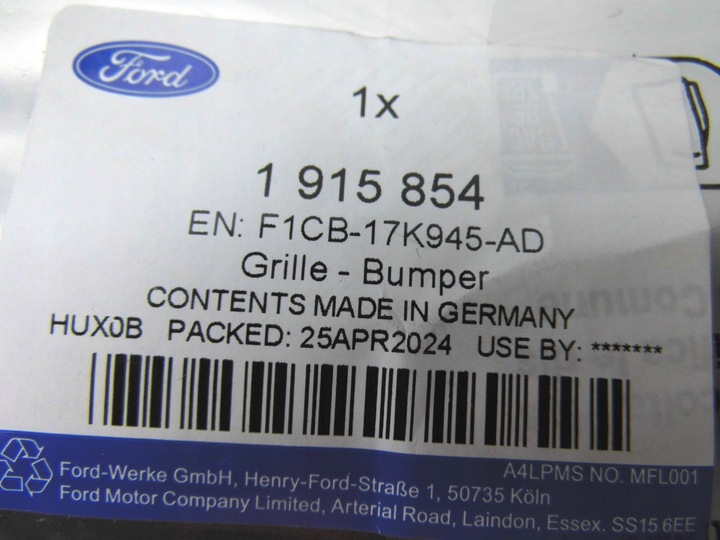 Ford
1x
1 915 854
EN: F1CB-17K945-AD
Grille - Bumper
CONTENTS MADE IN GERMANY
HUX0B PACKED: 25APR2024 USE BY: *******
A4LPMS NO. MFL001
Ford-Werke GmbH, Henry-Ford-Straße 1, 50735 Köln
Ford Motor Company Limited, Arterial Road, Laindon, Essex. SS15 6EE